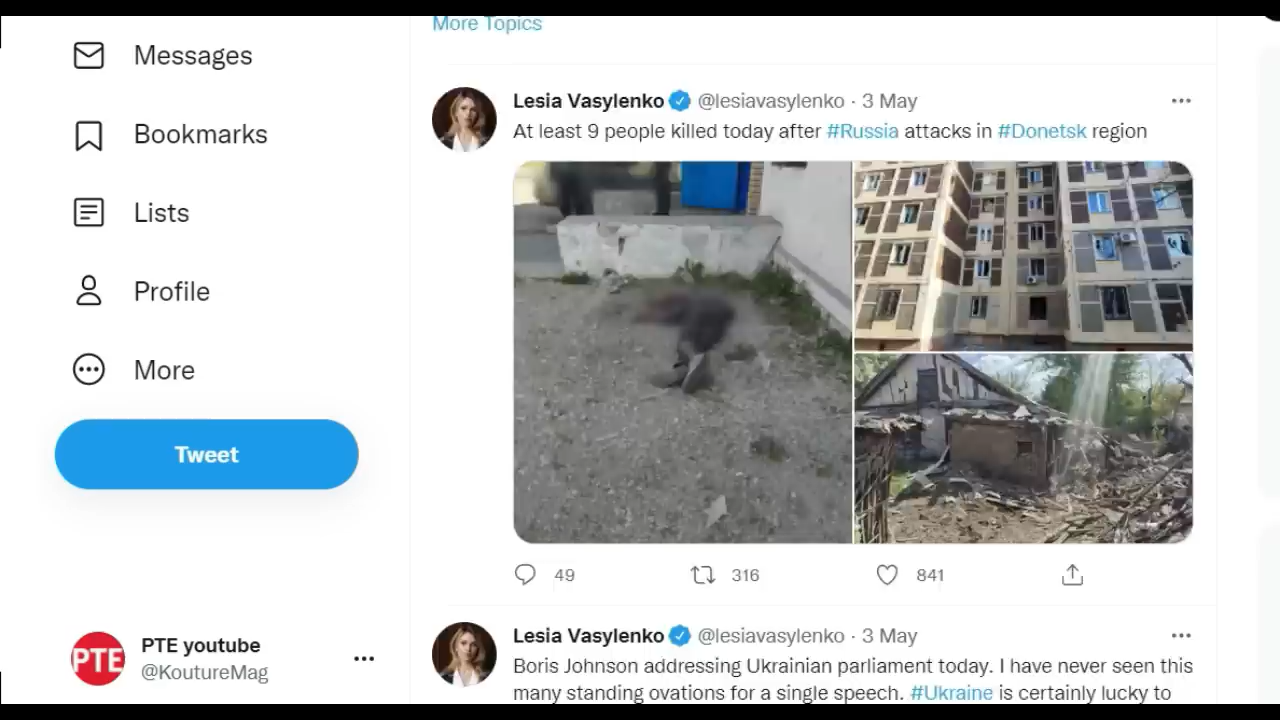 More Topics
Messages
Bookmarks
Lists
Profile
More
Tweet
PTE
PTE youtube
@KoutureMag
Lesia Vasylenko @lesiavasylenko · 3 May
At least 9 people killed today after #Russia attacks in #Donetsk region
49 316 841
Lesia Vasylenko @lesiavasylenko · 3 May
Boris Johnson addressing Ukrainian parliament today. I have never seen this
many standing ovations for a single speech. #Ukraine is certainly lucky to